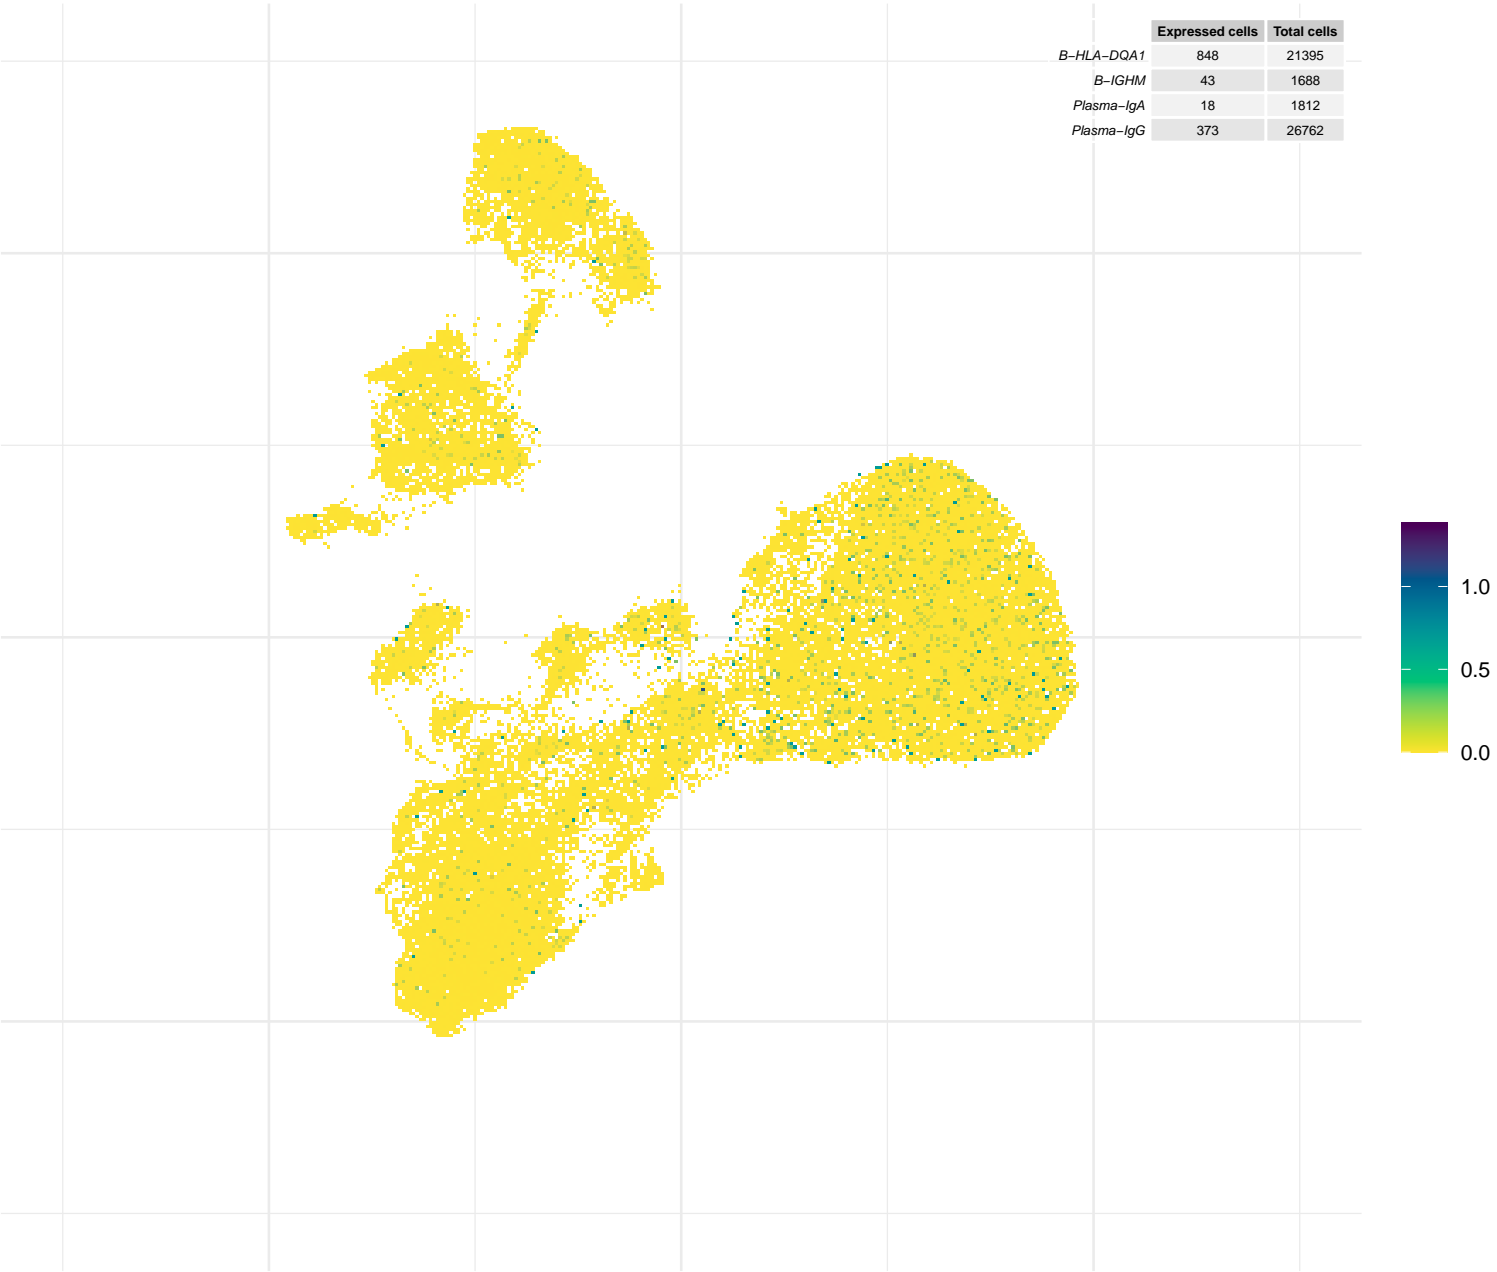 Expressed cells Total cells
B−HLA−DQA1 848 21395
B−IGHM 43 1688
Plasma−IgA 18 1812
Plasma−IgG 373 26762
1.0
0.5
0.0